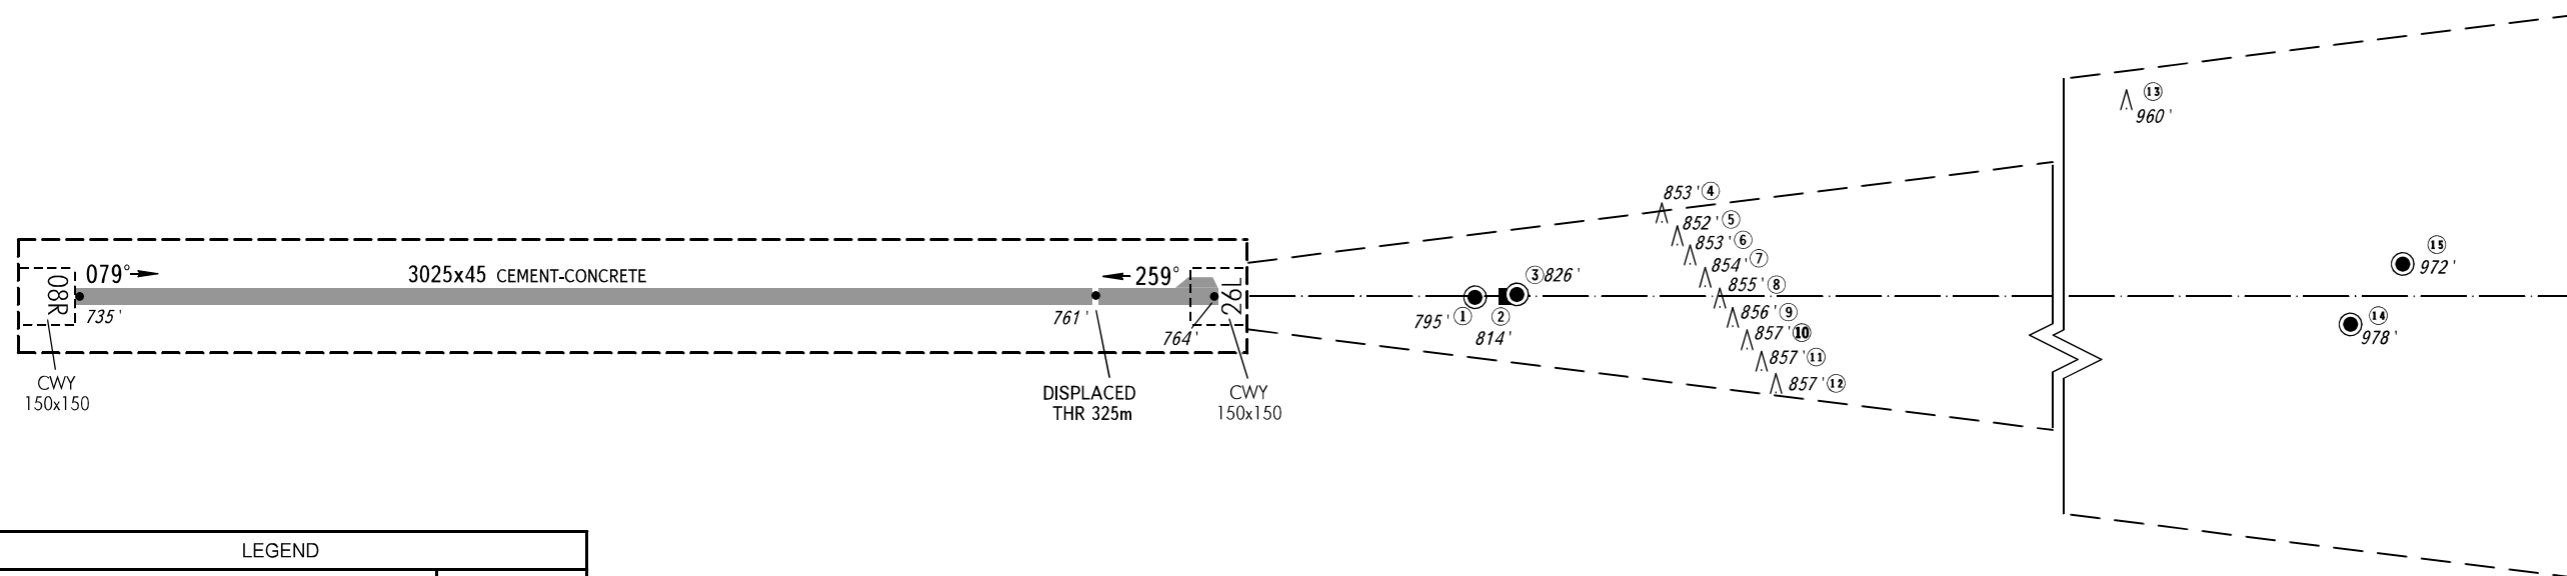 ⑬
960'
853' ④
852' ⑤
853' ⑥
854' ⑦
855' ⑧
856' ⑨
857' ⑩
857' ⑪
857' ⑫
⑮
972'
⑭
978'
③ 826'
795' ①
②
814'
079°
3025x45 CEMENT-CONCRETE
259°
08R
26L
735'
761'
764'
CWY
150x150
DISPLACED
THR 325m
CWY
150x150
LEGEND